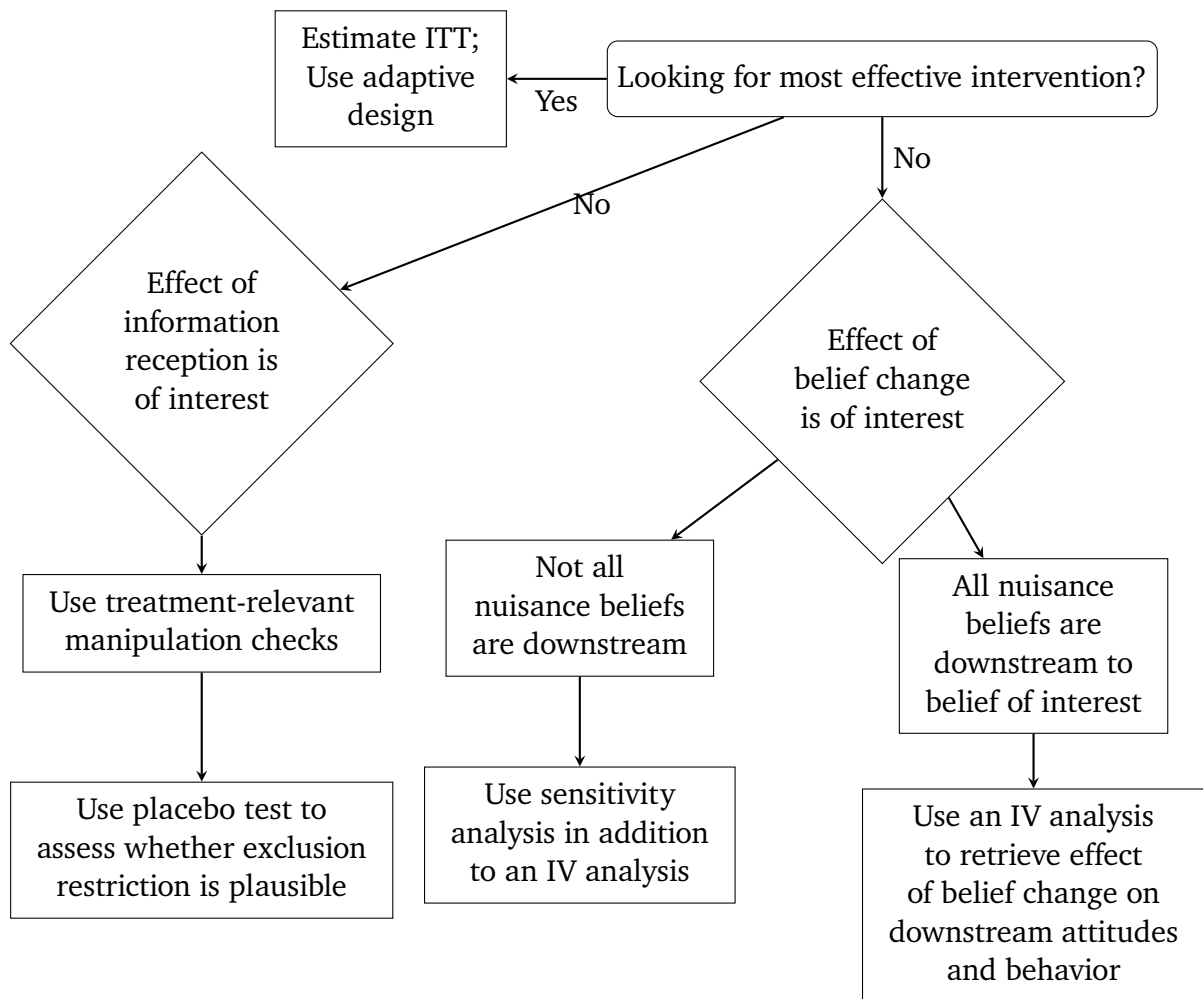 Estimate ITT;
Use adaptive
design
Looking for most effective intervention?
Yes
No
No
Effect of
information
reception is
of interest
Effect of
belief change
is of interest
Use treatment-relevant
manipulation checks
Not all
nuisance beliefs
are downstream
All nuisance
beliefs are
downstream to
belief of interest
Use placebo test to
assess whether exclusion
restriction is plausible
Use sensitivity
analysis in addition
to an IV analysis
Use an IV analysis
to retrieve effect
of belief change on
downstream attitudes
and behavior